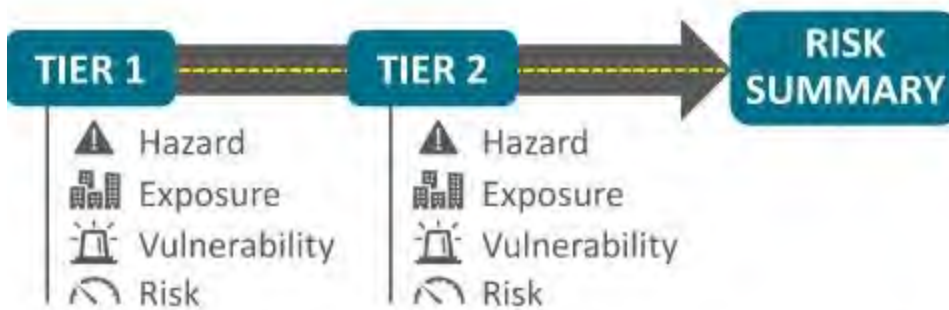 TIER 1
Hazard
Exposure
Vulnerability
Risk
TIER 2
Hazard
Exposure
Vulnerability
Risk
RISK
SUMMARY